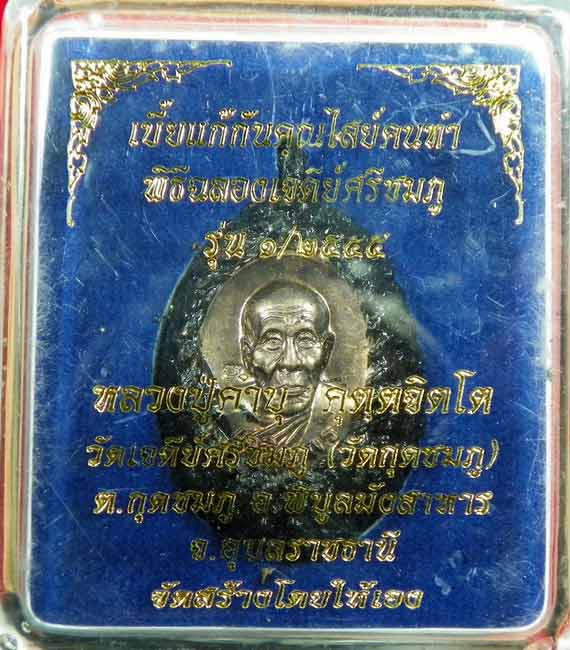 เบี้ยแก้กันคุณไสย์คนทำ
พิธีฉลองเจดีย์ศรีชมภู
รุ่น ๑/๒๕๕๕
หลวงปู่คำบุ คุตฺตจิตฺโต
วัดเจดีย์ศรีชมภู (วัดกุดชมภู)
ต.กุดชมภู อ.พิบูลมังสาหาร
จ.อุบลราชธานี
จัดสร้างโดยให้เอง